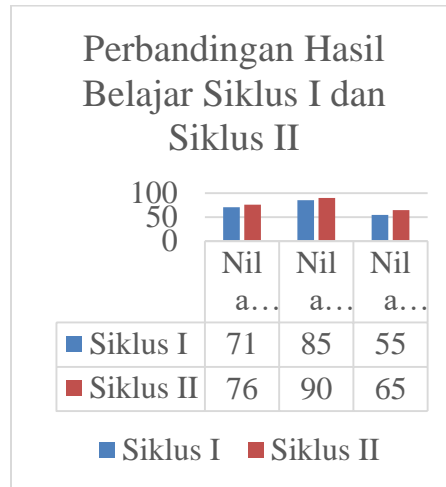 Perbandingan Hasil
Belajar Siklus I dan
Siklus II
100
50
0
Nil Nil Nil
a… a… a…
Siklus I 71 85 55
Siklus II 76 90 65
Siklus I Siklus II